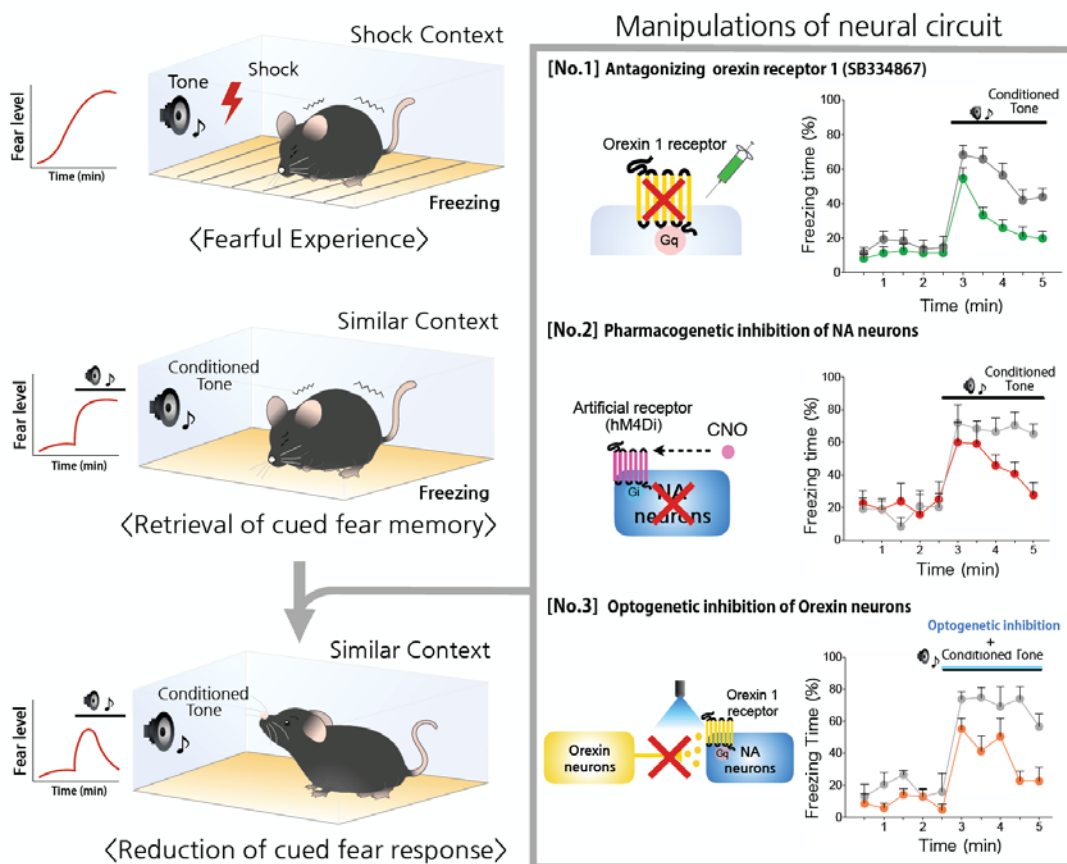 Shock Context
Tone
Shock
Fear level
Time (min)
Freezing
<Fearful Experience>
Similar Context
Conditioned
Tone
Fear level
Time (min)
Freezing
<Retrieval of cued fear memory>
Similar Context
Conditioned
Tone
Fear level
Time (min)
<Reduction of cued fear response>
Manipulations of neural circuit
[No.1] Antagonizing orexin receptor 1 (SB334867)
Orexin 1 receptor
Gq
Conditioned
Tone
Freezing time (%)
100
80
60
40
20
0
1 2 3 4 5
Time (min)
[No.2] Pharmacogenetic inhibition of NA neurons
Artificial receptor
(hM4Di)
CNO
Gi
NA
neurons
Conditioned
Tone
Freezing time (%)
100
80
60
40
20
0
1 2 3 4 5
Time (min)
[No.3] Optogenetic inhibition of Orexin neurons
Orexin
neurons
Orexin 1
receptor
Gq
NA
neurons
Optogenetic inhibition
+
Conditioned Tone
Freezing Time (%)
100
80
60
40
20
0
1 2 3 4 5
Time (min)